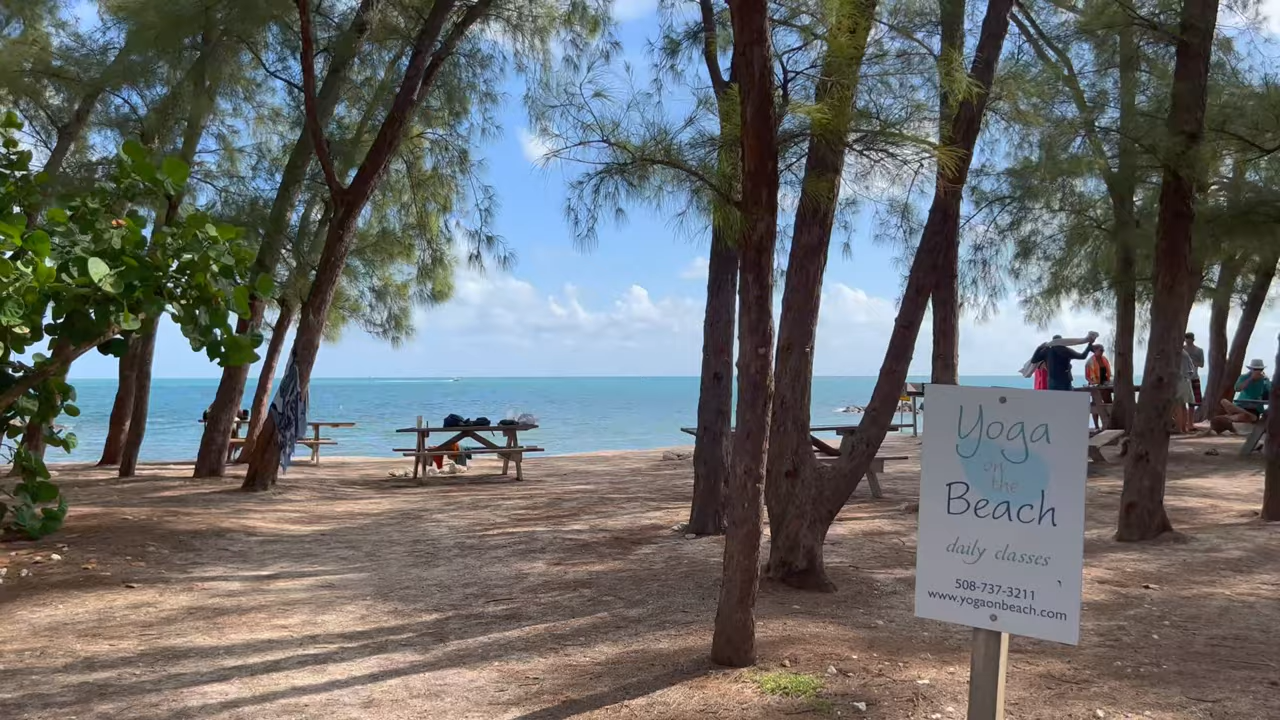 Yoga
on
the
Beach
daily classes
508-737-3211
www.yogaonbeach.com